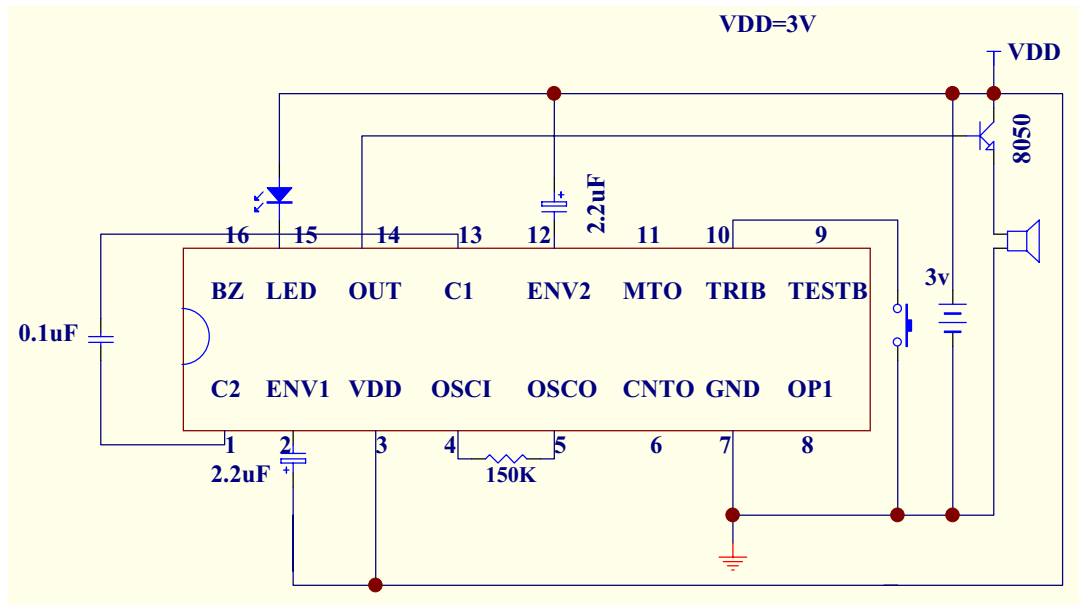 VDD=3V
VDD
8050
2.2uF
16 15 14 13 12 11 10 9
BZ LED OUT C1 ENV2 MTO TRIB TESTB
3v
0.1uF
C2 ENV1 VDD OSCI OSCO CNTO GND OP1
1 2 3 4 5 6 7 8
2.2uF
150K